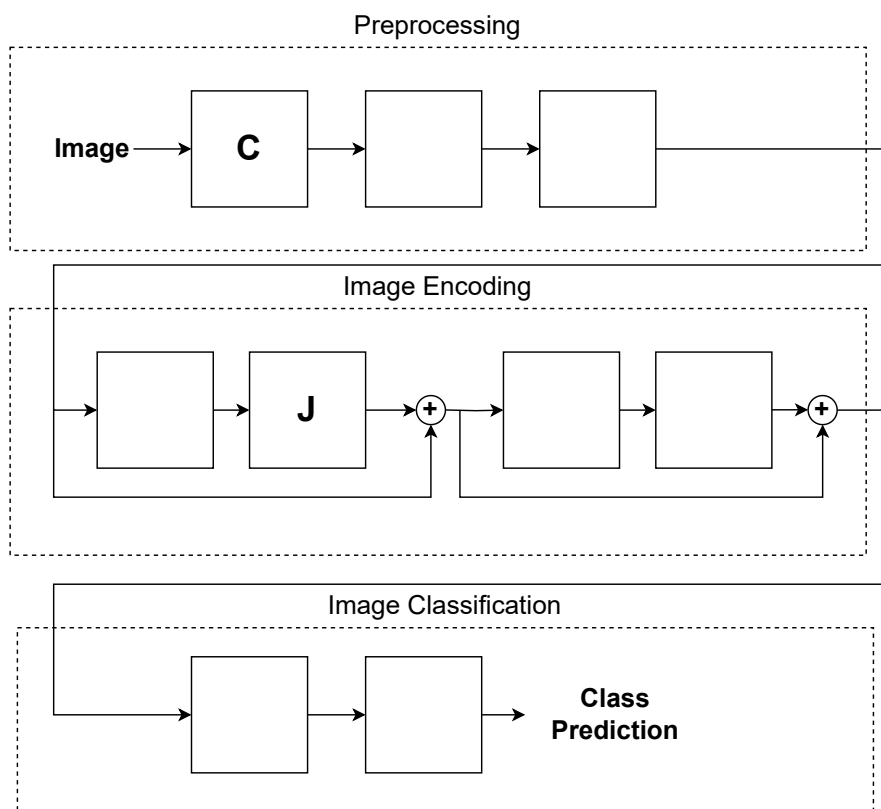 Preprocessing
Image
C
Image Encoding
J
+
+
Image Classification
Class
Prediction